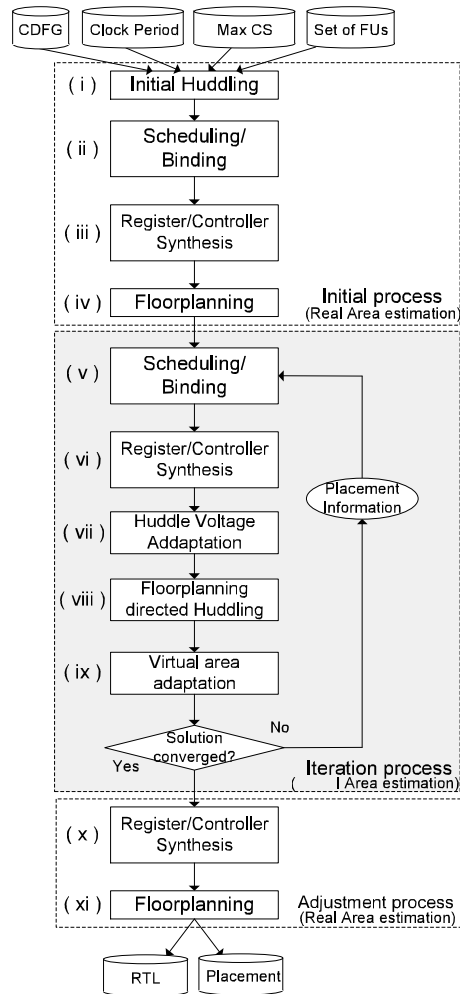 CDFG Clock Period Max CS Set of FUs
( i ) Initial Huddling
( ii ) Scheduling/
Binding
( iii ) Register/Controller
Synthesis
( iv ) Floorplanning
Initial process
(Real Area estimation)
( v ) Scheduling/
Binding
( vi ) Register/Controller
Synthesis
Placement
Information
( vii ) Huddle Voltage
Addaptation
( viii ) Floorplanning
directed Huddling
( ix ) Virtual area
adaptation
Solution
converged?
No
Yes
Iteration process
( l Area estimation)
( x ) Register/Controller
Synthesis
( xi ) Floorplanning
Adjustment process
(Real Area estimation)
RTL Placement